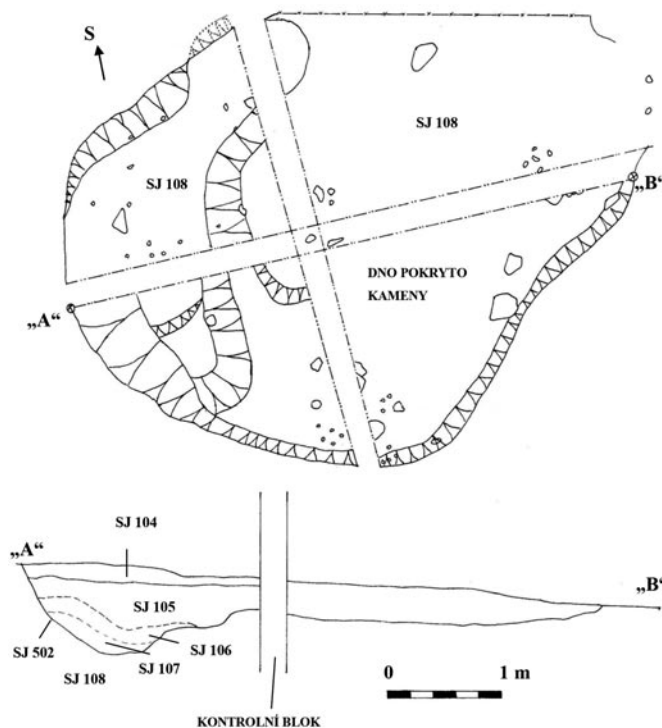 S
SJ 108
SJ 108
„B“
DNO POKRYTO
KAMENY
„A“
SJ 104
„A“
„B“
SJ 105
SJ 106
SJ 502
SJ 107
SJ 108
0 1 m
KONTROLNÍ BLOK